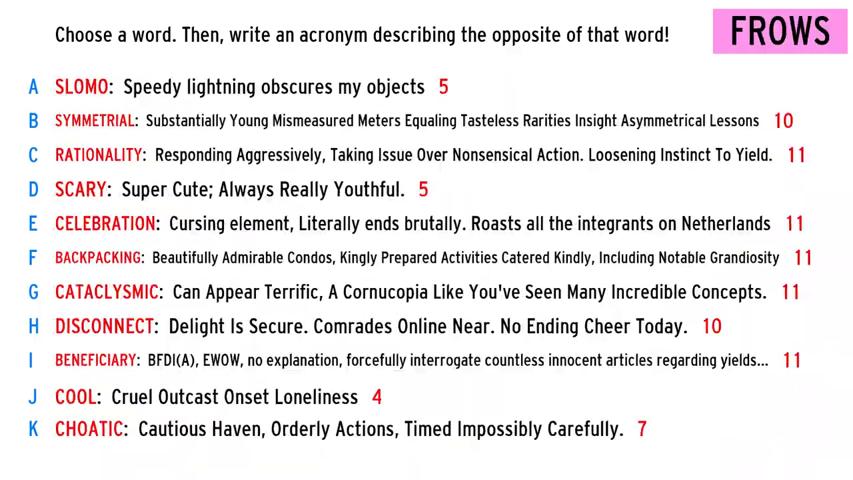 Choose a word. Then, write an acronym describing the opposite of that word!
FROWS
A SLOMO: Speedy lightning obscures my objects 5
B SYMMETRIAL: Substantially Young Mismeasured Meters Equaling Tasteless Rarities Insight Asymmetrical Lessons 10
C RATIONALITY: Responding Aggressively, Taking Issue Over Nonsensical Action. Loosening Instinct To Yield. 11
D SCARY: Super Cute; Always Really Youthful. 5
E CELEBRATION: Cursing element, Literally ends brutally. Roasts all the integrants on Netherlands 11
F BACKPACKING: Beautifully Admirable Condos, Kingly Prepared Activities Catered Kindly, Including Notable Grandiosity 11
G CATACLYSMIC: Can Appear Terrific, A Cornucopia Like You've Seen Many Incredible Concepts. 11
H DISCONNECT: Delight Is Secure. Comrades Online Near. No Ending Cheer Today. 10
I BENEFICIARY: BFDI(A), EWOW, no explanation, forcefully interrogate countless innocent articles regarding yields... 11
J COOL: Cruel Outcast Onset Loneliness 4
K CHOATIC: Cautious Haven, Orderly Actions, Timed Impossibly Carefully. 7